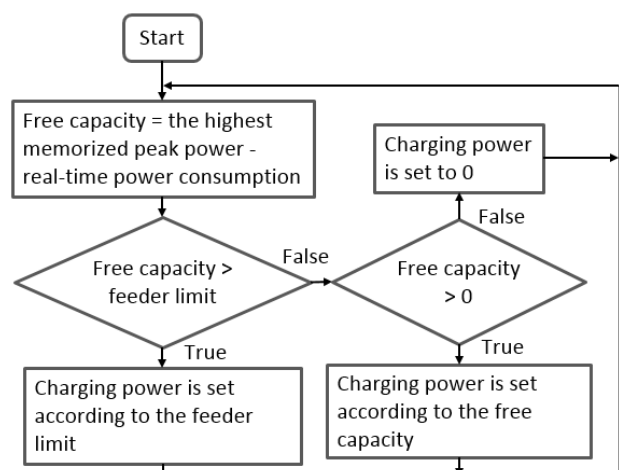 Start
Free capacity = the highest
memorized peak power -
real-time power consumption
Charging power
is set to 0
False
False
Free capacity >
feeder limit
Free capacity
> 0
True
True
Charging power is set
according to the feeder
limit
Charging power is set
according to the free
capacity